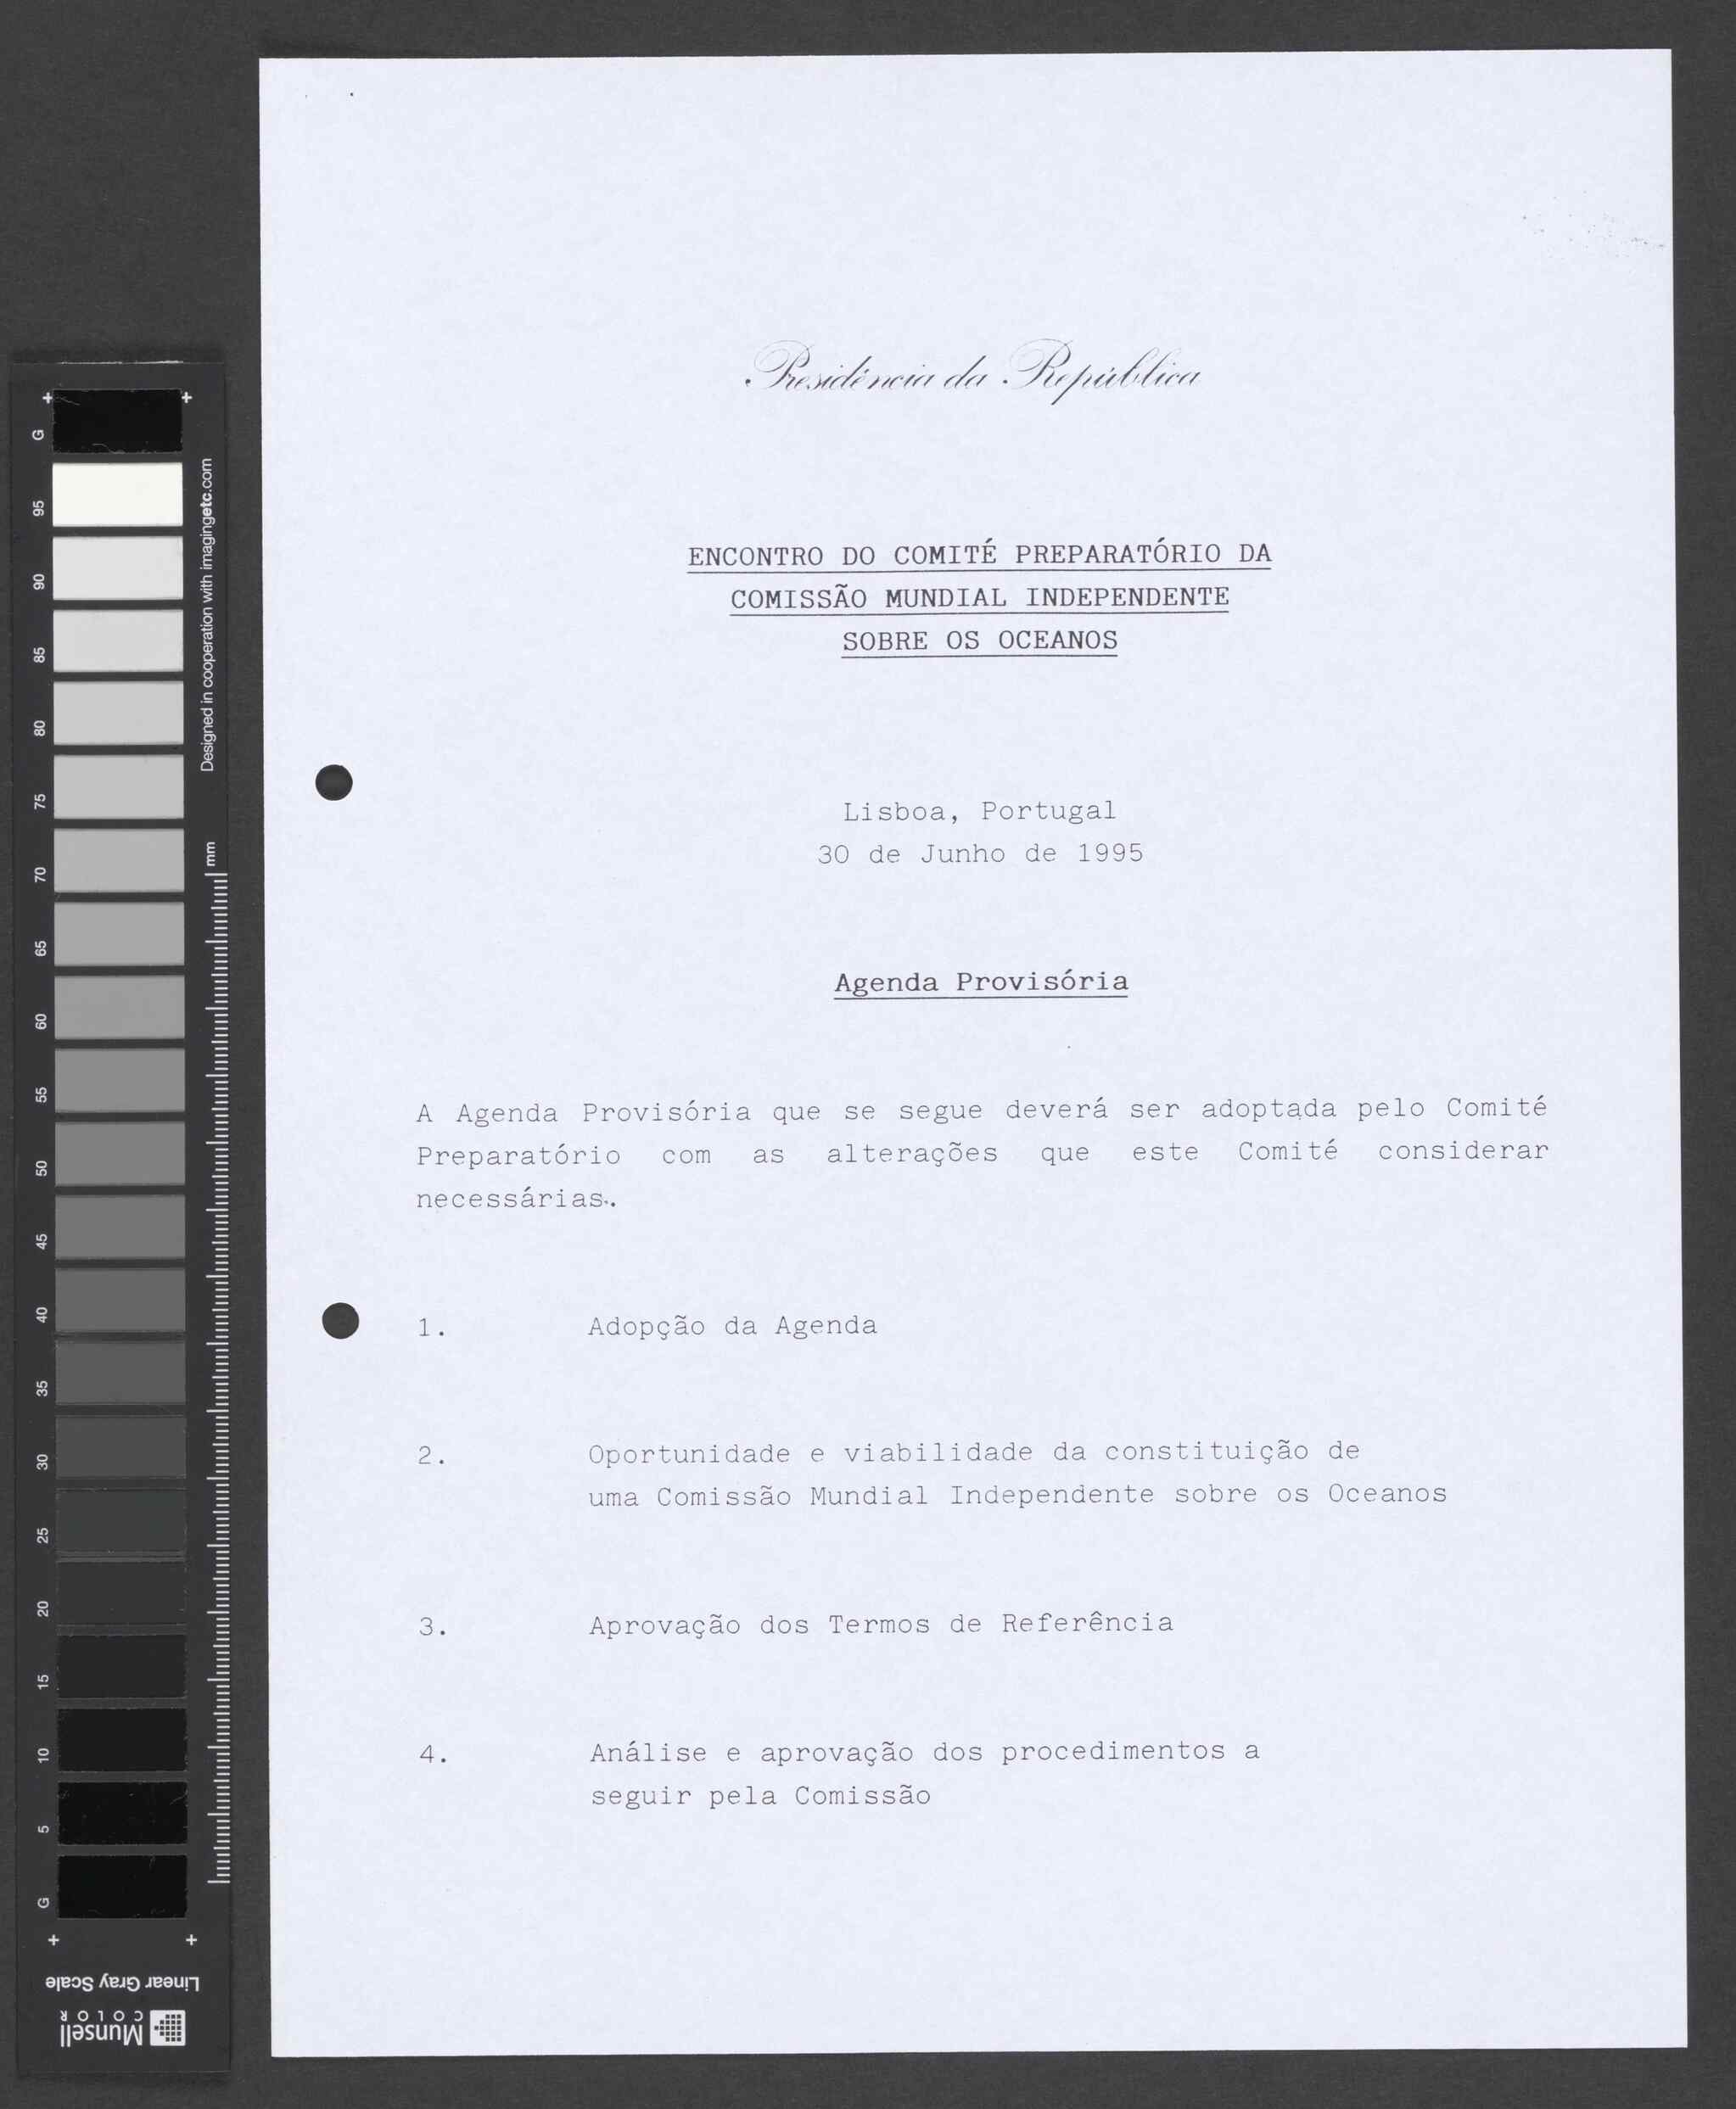 Presidência da República
ENCONTRO DO COMITÉ PREPARATÓRIO DA
COMISSÃO MUNDIAL INDEPENDENTE
SOBRE OS OCEANOS
Lisboa, Portugal
30 de Junho de 1995
Agenda Provisória
A Agenda Provisória que se segue deverá ser adoptada pelo Comité
Preparatório com as alterações que este Comité considerar
necessárias.
1. Adopção da Agenda
2. Oportunidade e viabilidade da constituição de
uma Comissão Mundial Independente sobre os Oceanos
3. Aprovação dos Termos de Referência
4. Análise e aprovação dos procedimentos a
seguir pela Comissão
G
95
90
85
80
75
70
65
60
55
50
45
40
35
30
25
20
15
10
5
G
Designed in cooperation with imagingetc.com
mm
Linear Gray Scale
Munsell
COLOR